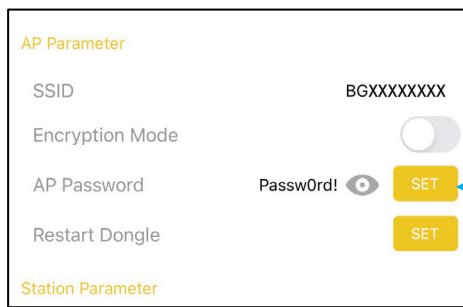 AP Parameter
SSID BGXXXXXXXX
Encryption Mode
AP Password Passw0rd! SET
Restart Dongle SET
Station Parameter